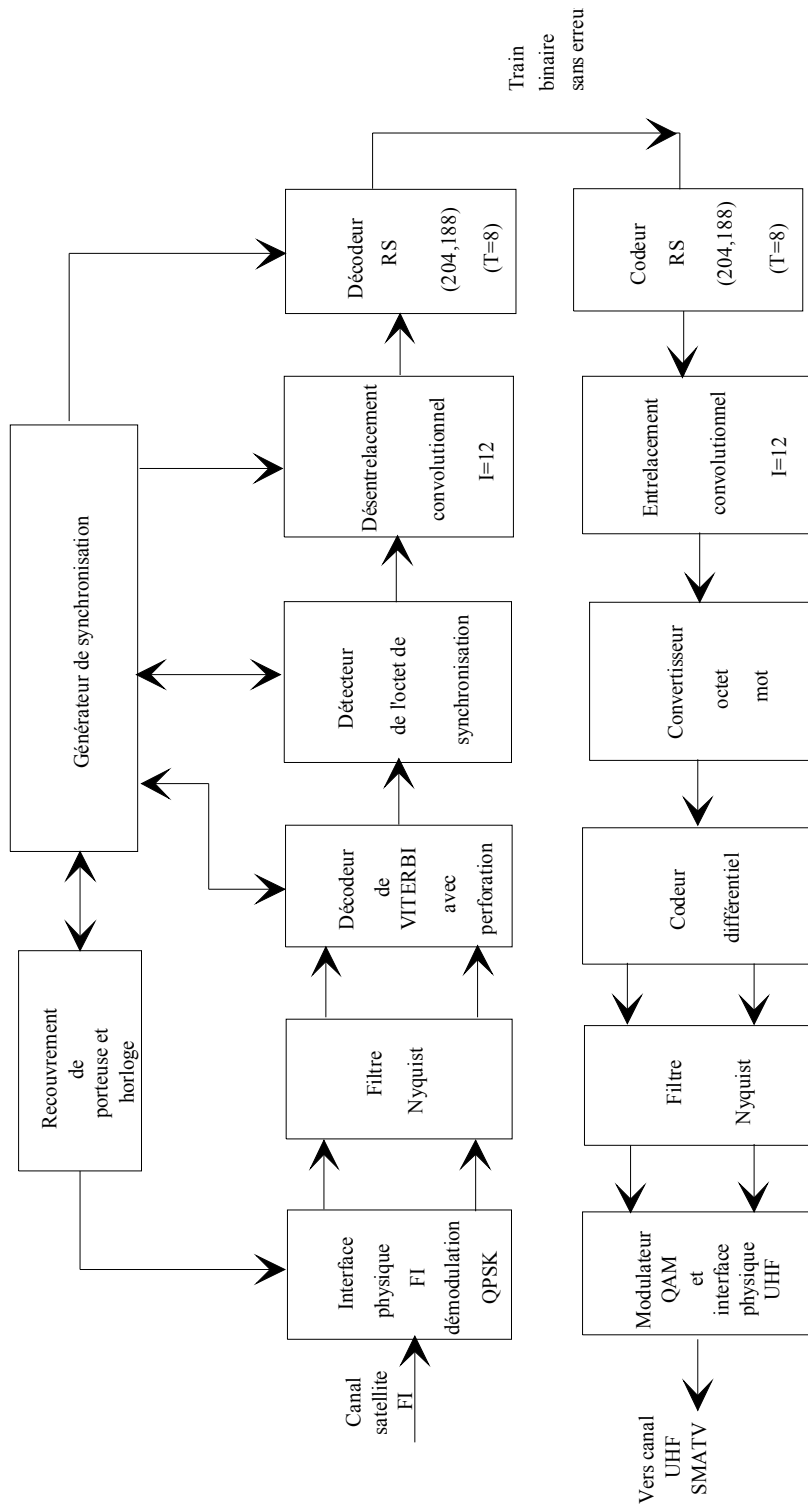 Générateur de synchronisation
Recouvrement
de
porteuse et
horloge
Canal
satellite
FI
Interface
physique
FI
démodulation
QPSK
Filtre
Nyquist
Décodeur
de
VITERBI
avec
perforation
Détecteur
de l'octet de
synchronisation
Désentrelacement
convolutionnel
I=12
Décodeur
RS
(204,188)
(T=8)
Train
binaire
sans erreu
Codeur
RS
(204,188)
(T=8)
Entrelacement
convolutionnel
I=12
Convertisseur
octet
mot
Codeur
différentiel
Filtre
Nyquist
Modulateur
QAM
et
interface
physique
UHF
Vers canal
UHF
SMATV